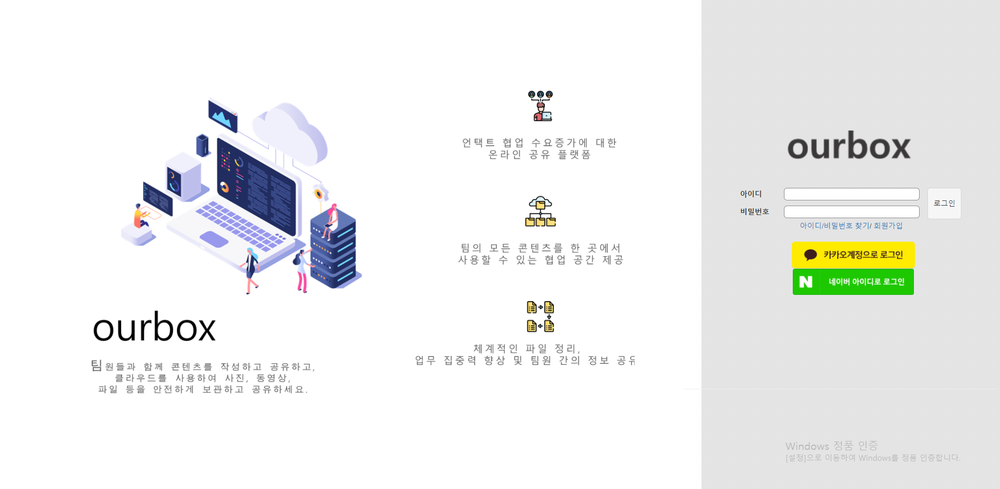 ourbox
팀원들과 함께 콘텐츠를 작성하고 공유하고,
클라우드를 사용하여 사진, 동영상,
파일 등을 안전하게 보관하고 공유하세요.
언택트 협업 수요증가에 대한
온라인 공유 플랫폼
팀의 모든 콘텐츠를 한 곳에서
사용할 수 있는 협업 공간 제공
체계적인 파일 정리,
업무 집중력 향상 및 팀원 간의 정보 공유
ourbox
아이디
비밀번호
로그인
아이디/비밀번호 찾기/ 회원가입
카카오계정으로 로그인
N 네이버 아이디로 로그인
Windows 정품 인증
[설정]으로 이동하여 Windows를 정품 인증합니다.